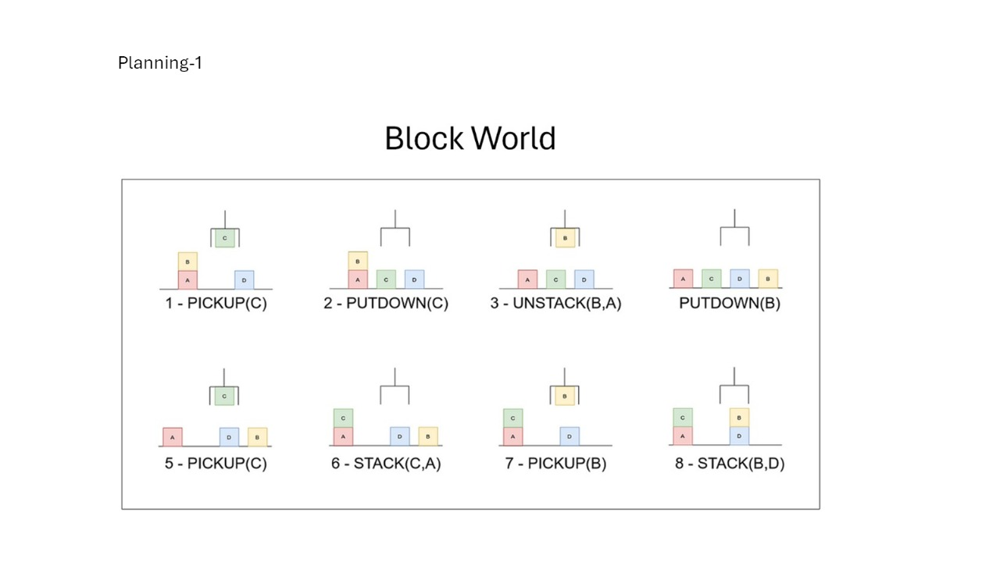 Planning-1
Block World
C
B
A D
1 - PICKUP(C)
B
A C D
2 - PUTDOWN(C)
B
A C D
3 - UNSTACK(B,A)
A C D B
PUTDOWN(B)
C
A D B
5 - PICKUP(C)
C
A D B
6 - STACK(C,A)
B
C
A D
7 - PICKUP(B)
C B
A D
8 - STACK(B,D)